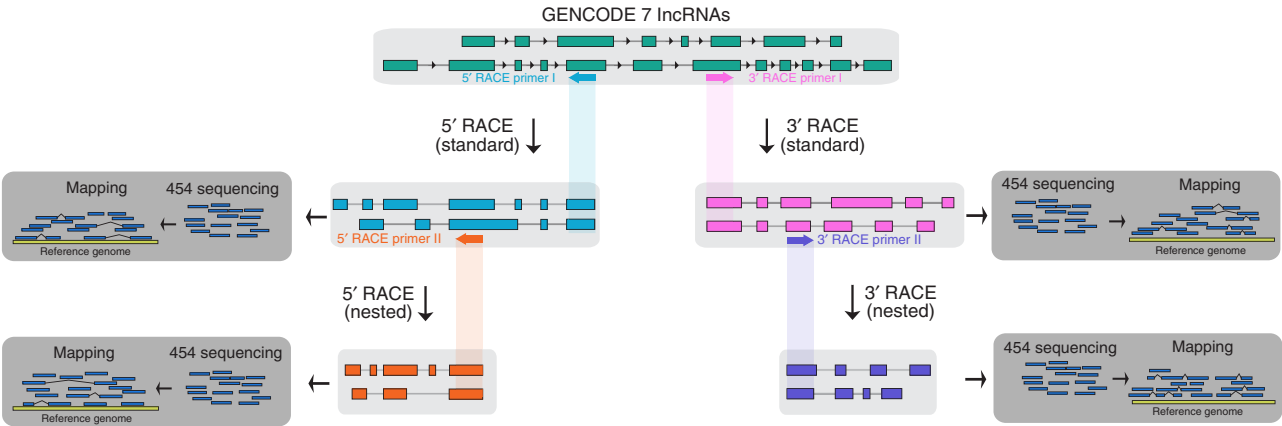 GENCODE 7 lncRNAs
5′ RACE primer I
3′ RACE primer I
5′ RACE
(standard)
3′ RACE
(standard)
Mapping
454 sequencing
Reference genome
5′ RACE primer II
3′ RACE primer II
454 sequencing
Mapping
Reference genome
5′ RACE
(nested)
3′ RACE
(nested)
Mapping
454 sequencing
Reference genome
454 sequencing
Mapping
Reference genome